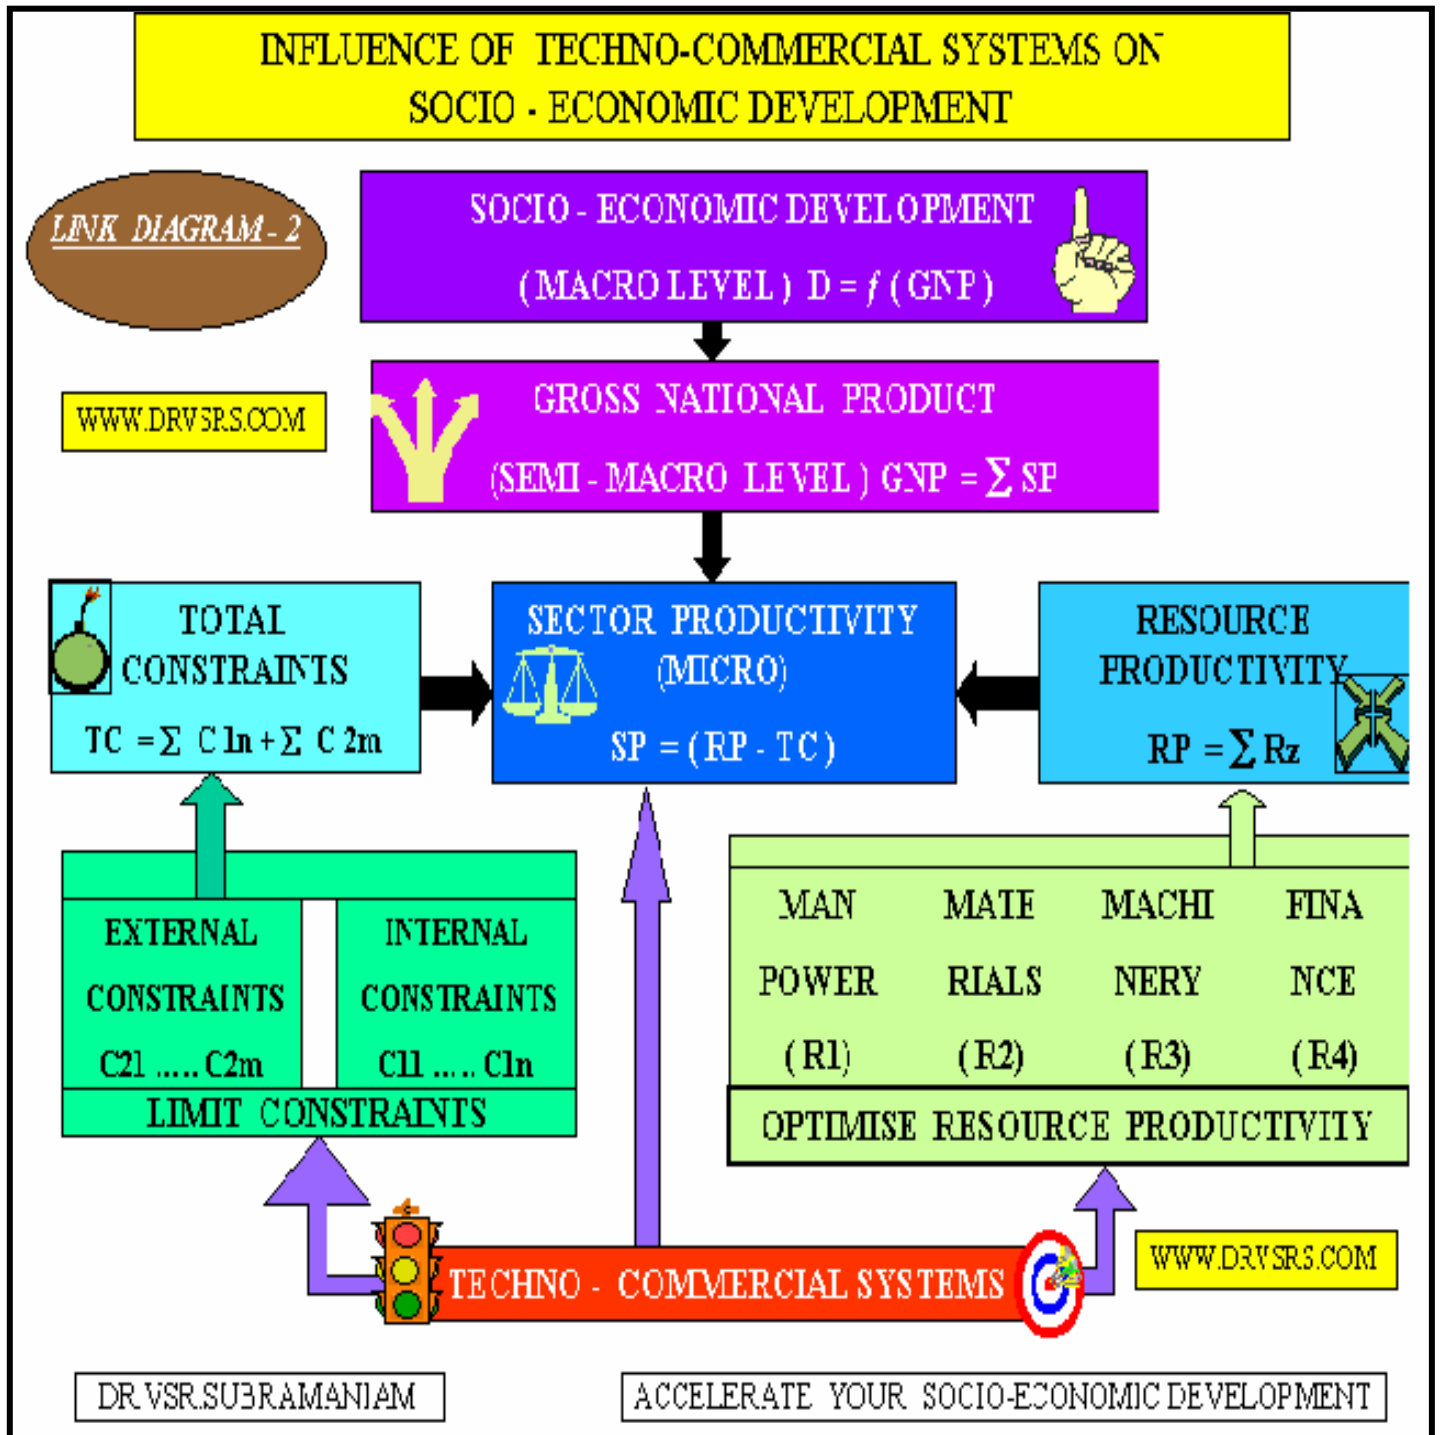 INFLUENCE OF TECHNO-COMMERCIAL SYSTEMS ON
SOCIO - ECONOMIC DEVELOPMENT
LINK DIAGRAM - 2
SOCIO - ECONOMIC DEVELOPMENT
( MACRO LEVEL ) D = f ( GNP )
WWW.DRVSRS.COM
GROSS NATIONAL PRODUCT
(SEMI - MACRO LEVEL ) GNP = ∑ SP
TOTAL
CONSTRAINTS
TC = ∑ C 1n + ∑ C 2m
SECTOR PRODUCTIVITY
(MICRO)
SP = ( RP - TC )
RESOURCE
PRODUCTIVITY
RP = ∑ Rz
EXTERNAL
CONSTRAINTS
C21 ..... C2m
INTERNAL
CONSTRAINTS
C11 ..... C1n
LIMIT CONSTRAINTS
MAN
POWER
( R1)
MATE
RIALS
( R2)
MACHI
NERY
( R3)
FINA
NCE
( R4)
OPTIMISE RESOURCE PRODUCTIVITY
TECHNO - COMMERCIAL SYSTEMS
WWW.DRVSRS.COM
DR.VSR.SUBRAMANIAM
ACCELERATE YOUR SOCIO-ECONOMIC DEVELOPMENT